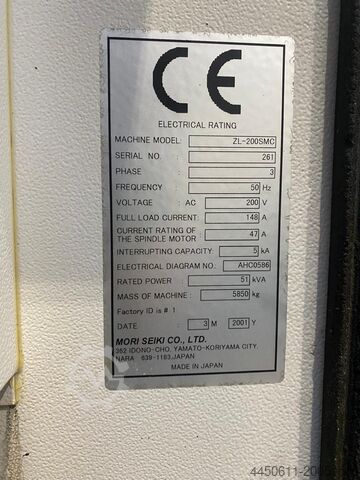 CE
ELECTRICAL RATING
MACHINE MODEL: ZL-200SMC
SERIAL NO. 261
PHASE 3
FREQUENCY 50 Hz
VOLTAGE: AC 200 V
FULL LOAD CURRENT: 148 A
CURRENT RATING OF THE SPINDLE MOTOR: 47 A
INTERRUPTING CAPACITY: 5 kA
ELECTRICAL DIAGRAM NO.: AHC0586
RATED POWER 51 kVA
MASS OF MACHINE: 5850 kg
Factory ID is # 1
DATE 3 M 2001 Y
MORI SEIKI CO., LTD.
362 IDONO-CHO, YAMATO-KORIYAMA CITY,
NARA 639-1183,JAPAN
MADE IN JAPAN